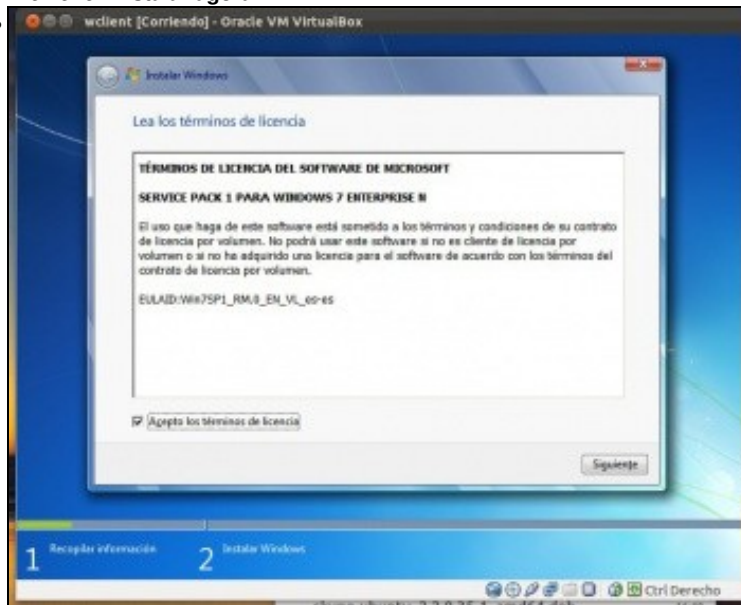 wclient [Corriendo] - Oracle VM VirtualBox
Instalar Windows
Lea los términos de licencia
TÉRMINOS DE LICENCIA DEL SOFTWARE DE MICROSOFT
SERVICE PACK 1 PARA WINDOWS 7 ENTERPRISE N
El uso que haga de este software está sometido a los términos y condiciones de su contrato
de licencia por volumen. No podrá usar este software si no es cliente de licencia por
volumen o si no ha adquirido una licencia para el software de acuerdo con los términos del
contrato de licencia por volumen.
EULAID:Win7SP1_RM.0_EN_VL_es-es
Acepto los términos de licencia
Siguiente
1 Recopilar información 2 Instalar Windows
Ctrl Derecho